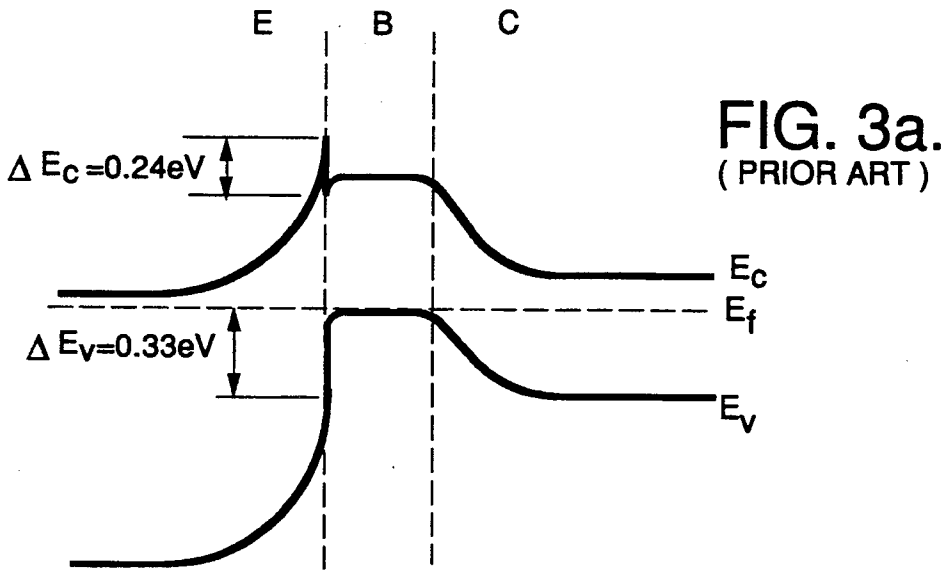 E B C
FIG. 3a.
( PRIOR ART )
Δ Ec=0.24eV
Ec
Ef
Δ Ev=0.33eV
Ev